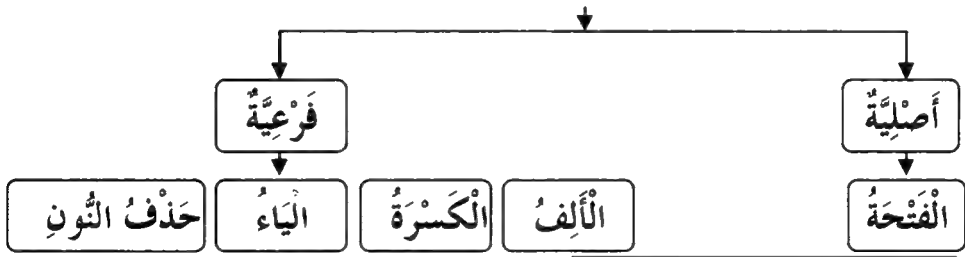 أَصْلِيَّةٌ فَرْعِيَّةٌ
الْفَتْحَةُ الْأَلِفُ الْكَسْرَةُ الْيَاءُ حَذْفُ النُّونِ